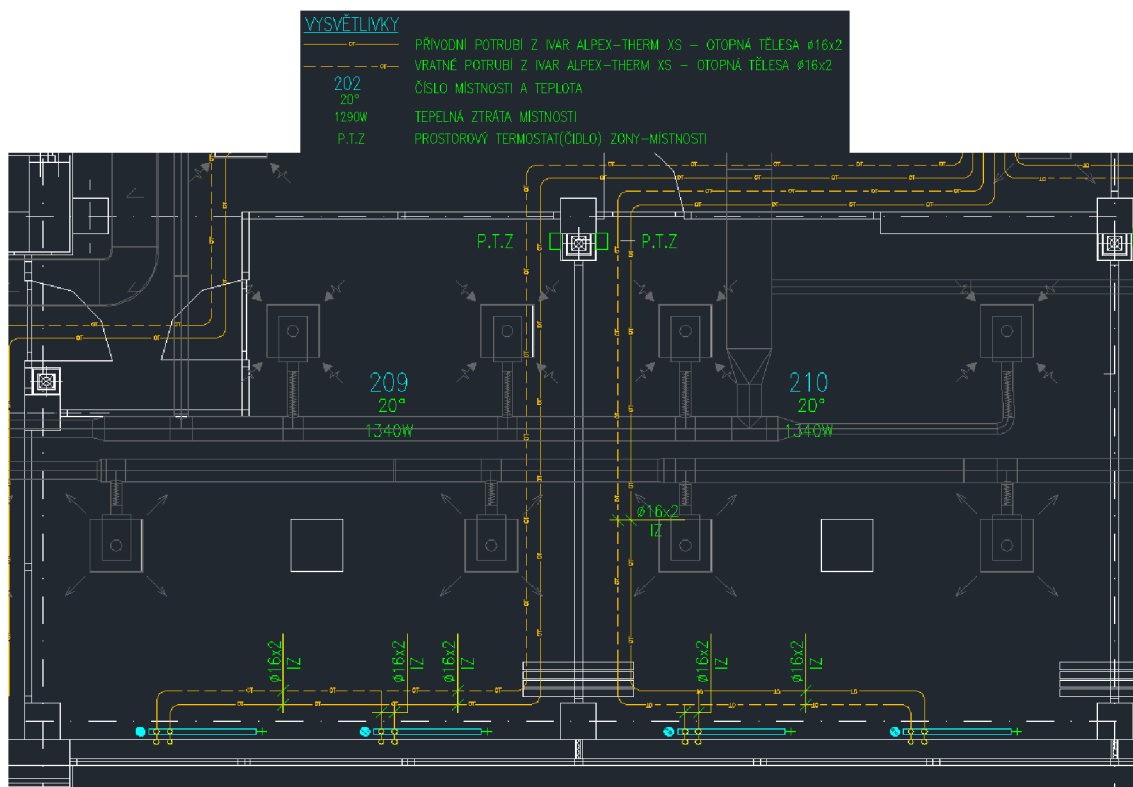 VYSVĚTLIVKY
PŘÍVODNÍ POTRUBÍ Z IVAR ALPEX-THERM XS – OTOPNÁ TĚLESA ø16x2
VRATNÉ POTRUBÍ Z IVAR ALPEX-THERM XS – OTOPNÁ TĚLESA ø16x2
202
20°
ČÍSLO MÍSTNOSTI A TEPLOTA
1290W
TEPELNÁ ZTRÁTA MÍSTNOSTI
P.T.Z
PROSTOROVÝ TERMOSTAT(ČIDLO) ZONY-MÍSTNOSTI
P.T.Z
P.T.Z
209
20°
1340W
210
20°
1340W
ø16x2
IZ
ø16x2
IZ
ø16x2
IZ
ø16x2
IZ
ø16x2
IZ
ø16x2
IZ